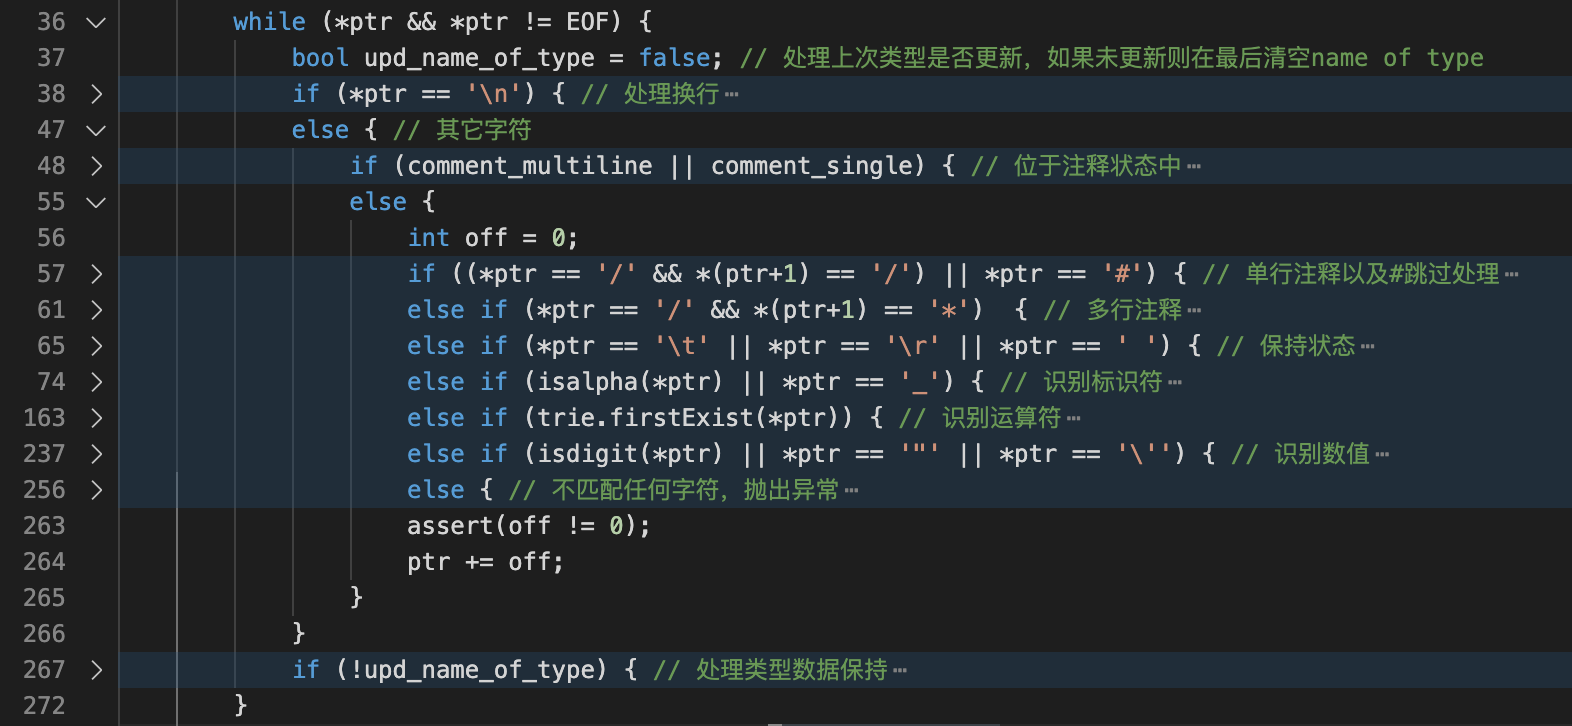 36 while (*ptr && *ptr != EOF) {
37 bool upd_name_of_type = false; // 处理上次类型是否更新，如果未更新则在最后清空name of type
38 if (*ptr == '\n') { // 处理换行⋯
47 else { // 其它字符
48 if (comment_multiline || comment_single) { // 位于注释状态中⋯
55 else {
56 int off = 0;
57 if ((*ptr == '/' && *(ptr+1) == '/') || *ptr == '#') { // 单行注释以及#跳过处理⋯
61 else if (*ptr == '/' && *(ptr+1) == '*')  { // 多行注释⋯
65 else if (*ptr == '\t' || *ptr == '\r' || *ptr == ' ') { // 保持状态⋯
74 else if (isalpha(*ptr) || *ptr == '_') { // 识别标识符⋯
163 else if (trie.firstExist(*ptr)) { // 识别运算符⋯
237 else if (isdigit(*ptr) || *ptr == '"' || *ptr == '\'') { // 识别数值⋯
256 else { // 不匹配任何字符，抛出异常⋯
263 assert(off != 0);
264 ptr += off;
265 }
266 }
267 if (!upd_name_of_type) { // 处理类型数据保持⋯
272 }